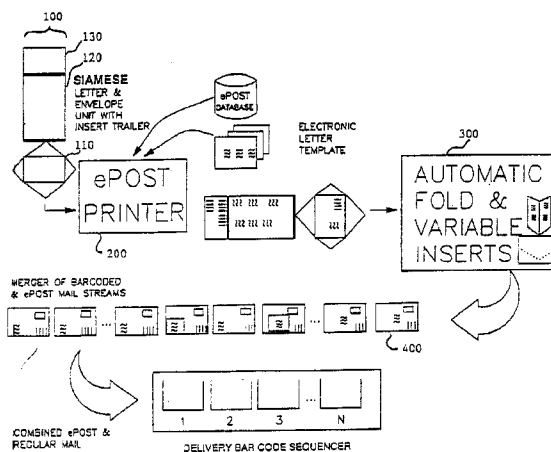 100
130
120
SIAMESE
LETTER &
ENVELOPE
UNIT WITH
INSERT TRAILER
110
ePOST
DATABASE
ELECTRONIC
LETTER
TEMPLATE
ePOST
PRINTER
200
300
AUTOMATIC
FOLD &
VARIABLE
INSERTS
MERGER OF BARCODED
& ePOST MAIL STREAMS
... ...
400
COMBINED ePOST &
REGULAR MAIL
1 2 3 ... N
DELIVERY BAR CODE SEQUENCER